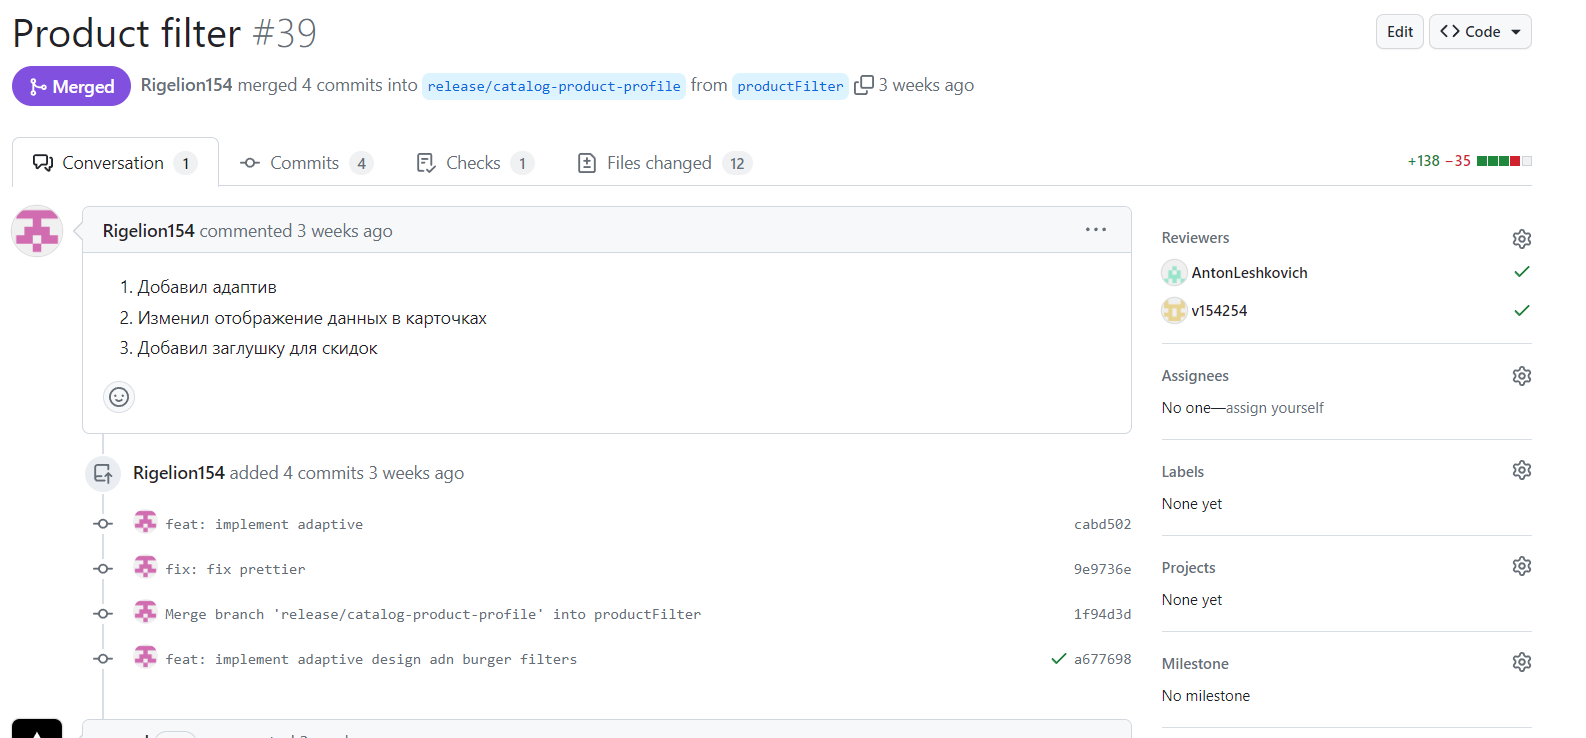 Product filter #39
Edit
Code
Merged
Rigelion154 merged 4 commits into release/catalog-product-profile from productFilter 3 weeks ago
Conversation 1
Commits 4
Checks 1
Files changed 12
+138 −35
Rigelion154 commented 3 weeks ago
1. Добавил адаптив
2. Изменил отображение данных в карточках
3. Добавил заглушку для скидок
Rigelion154 added 4 commits 3 weeks ago
feat: implement adaptive cabd502
fix: fix prettier 9e9736e
Merge branch 'release/catalog-product-profile' into productFilter 1f94d3d
feat: implement adaptive design adn burger filters a677698
Reviewers
AntonLeshkovich
v154254
Assignees
No one—assign yourself
Labels
None yet
Projects
None yet
Milestone
No milestone